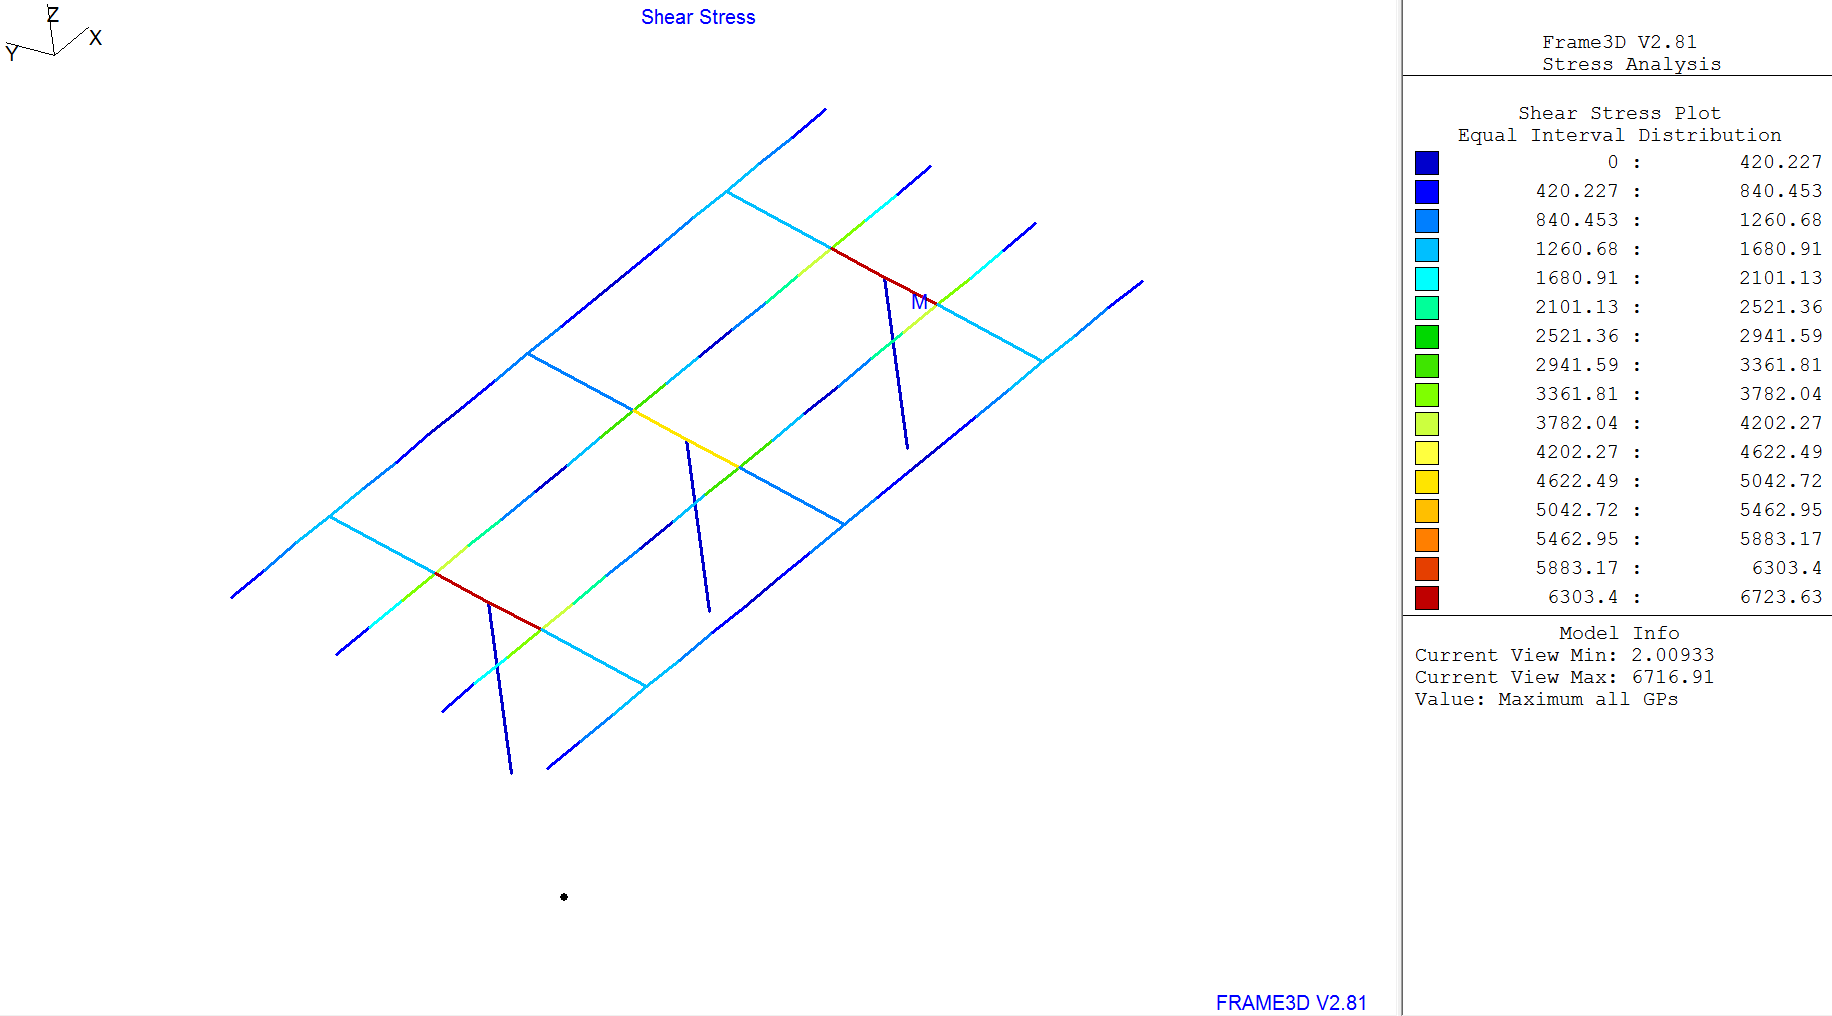 Z
X
Y
Shear Stress
M
FRAME3D V2.81
Frame3D V2.81
Stress Analysis
Shear Stress Plot
Equal Interval Distribution
0 : 420.227
420.227 : 840.453
840.453 : 1260.68
1260.68 : 1680.91
1680.91 : 2101.13
2101.13 : 2521.36
2521.36 : 2941.59
2941.59 : 3361.81
3361.81 : 3782.04
3782.04 : 4202.27
4202.27 : 4622.49
4622.49 : 5042.72
5042.72 : 5462.95
5462.95 : 5883.17
5883.17 : 6303.4
6303.4 : 6723.63
Model Info
Current View Min: 2.00933
Current View Max: 6716.91
Value: Maximum all GPs